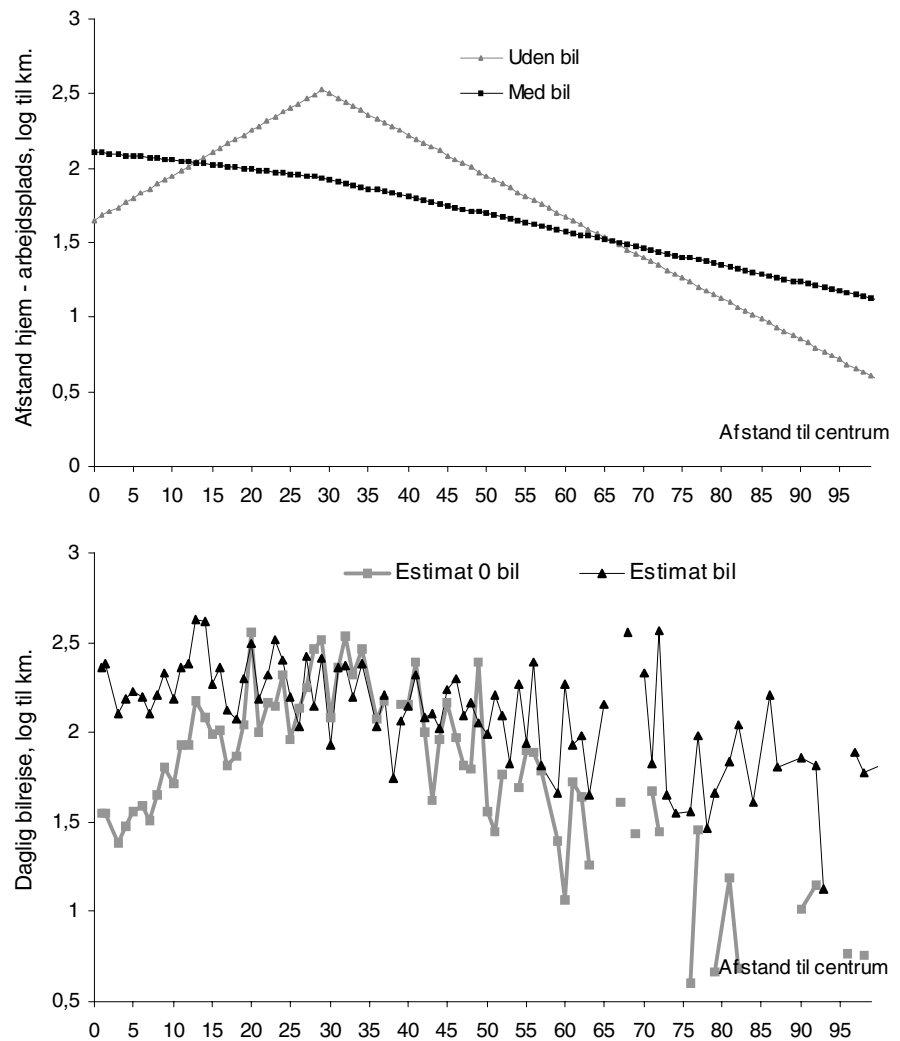 3
2,5
2
1,5
1
0,5
0
Afstand hjem - arbejdsplads, log til km.
Uden bil
Med bil
Afstand til centrum
0 5 10 15 20 25 30 35 40 45 50 55 60 65 70 75 80 85 90 95
3
2,5
2
1,5
1
0,5
Daglig bilrejse, log til km.
Estimat 0 bil Estimat bil
Afstand til centrum
0 5 10 15 20 25 30 35 40 45 50 55 60 65 70 75 80 85 90 95